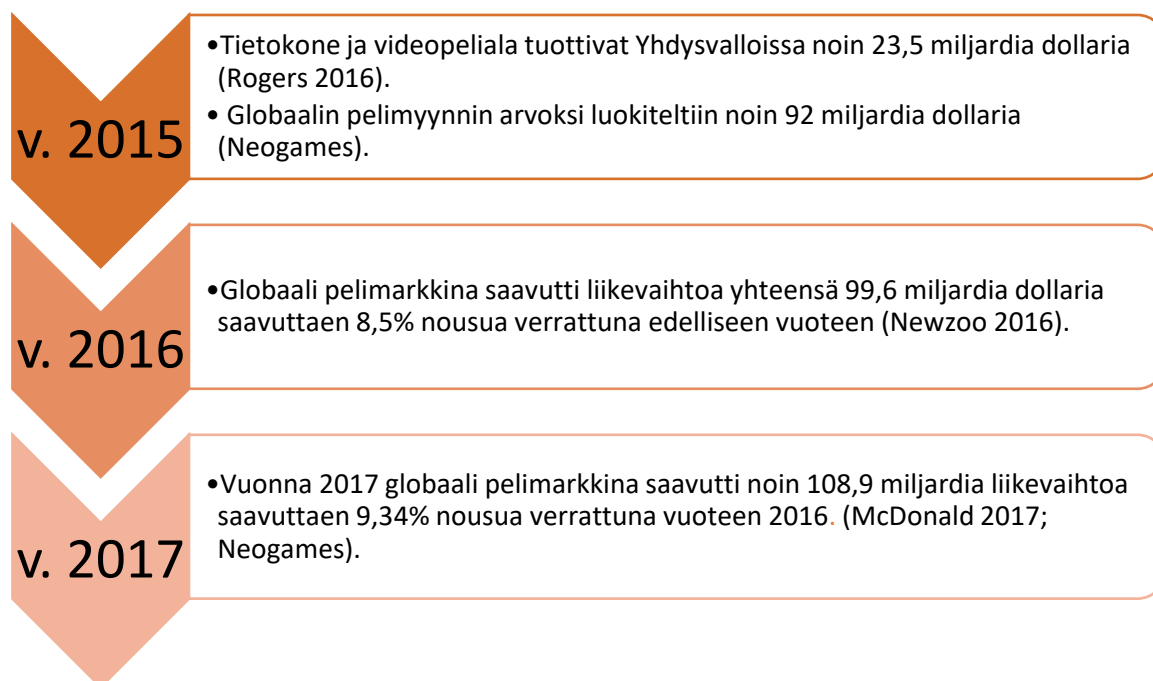 v. 2015
•Tietokone ja videopeliala tuottivat Yhdysvalloissa noin 23,5 miljardia dollaria
(Rogers 2016).
• Globaalin pelimyynnin arvoksi luokiteltiin noin 92 miljardia dollaria
(Neogames).
v. 2016
•Globaali pelimarkkina saavutti liikevaihtoa yhteensä 99,6 miljardia dollaria
saavuttaen 8,5% nousua verrattuna edelliseen vuoteen (Newzoo 2016).
v. 2017
•Vuonna 2017 globaali pelimarkkina saavutti noin 108,9 miljardia liikevaihtoa
saavuttaen 9,34% nousua verrattuna vuoteen 2016. (McDonald 2017;
Neogames).